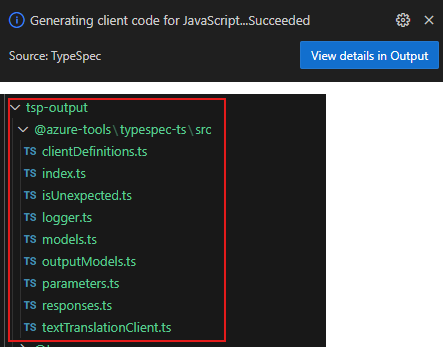 Generating client code for JavaScript...Succeeded
Source: TypeSpec
View details in Output
tsp-output
@azure-tools\typespec-ts\src
TS clientDefinitions.ts
TS index.ts
TS isUnexpected.ts
TS logger.ts
TS models.ts
TS outputModels.ts
TS parameters.ts
TS responses.ts
TS textTranslationClient.ts